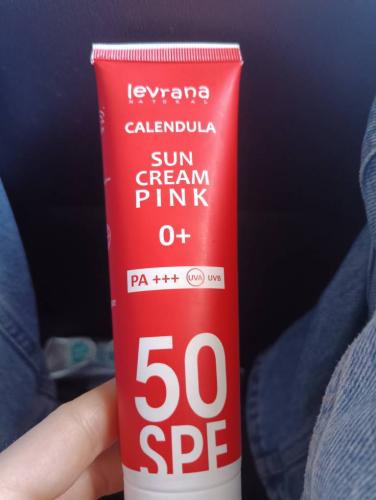 levrana
NATURAL
CALENDULA
SUN
CREAM
PINK
0+
PA +++ UVA UVB
50
SPF